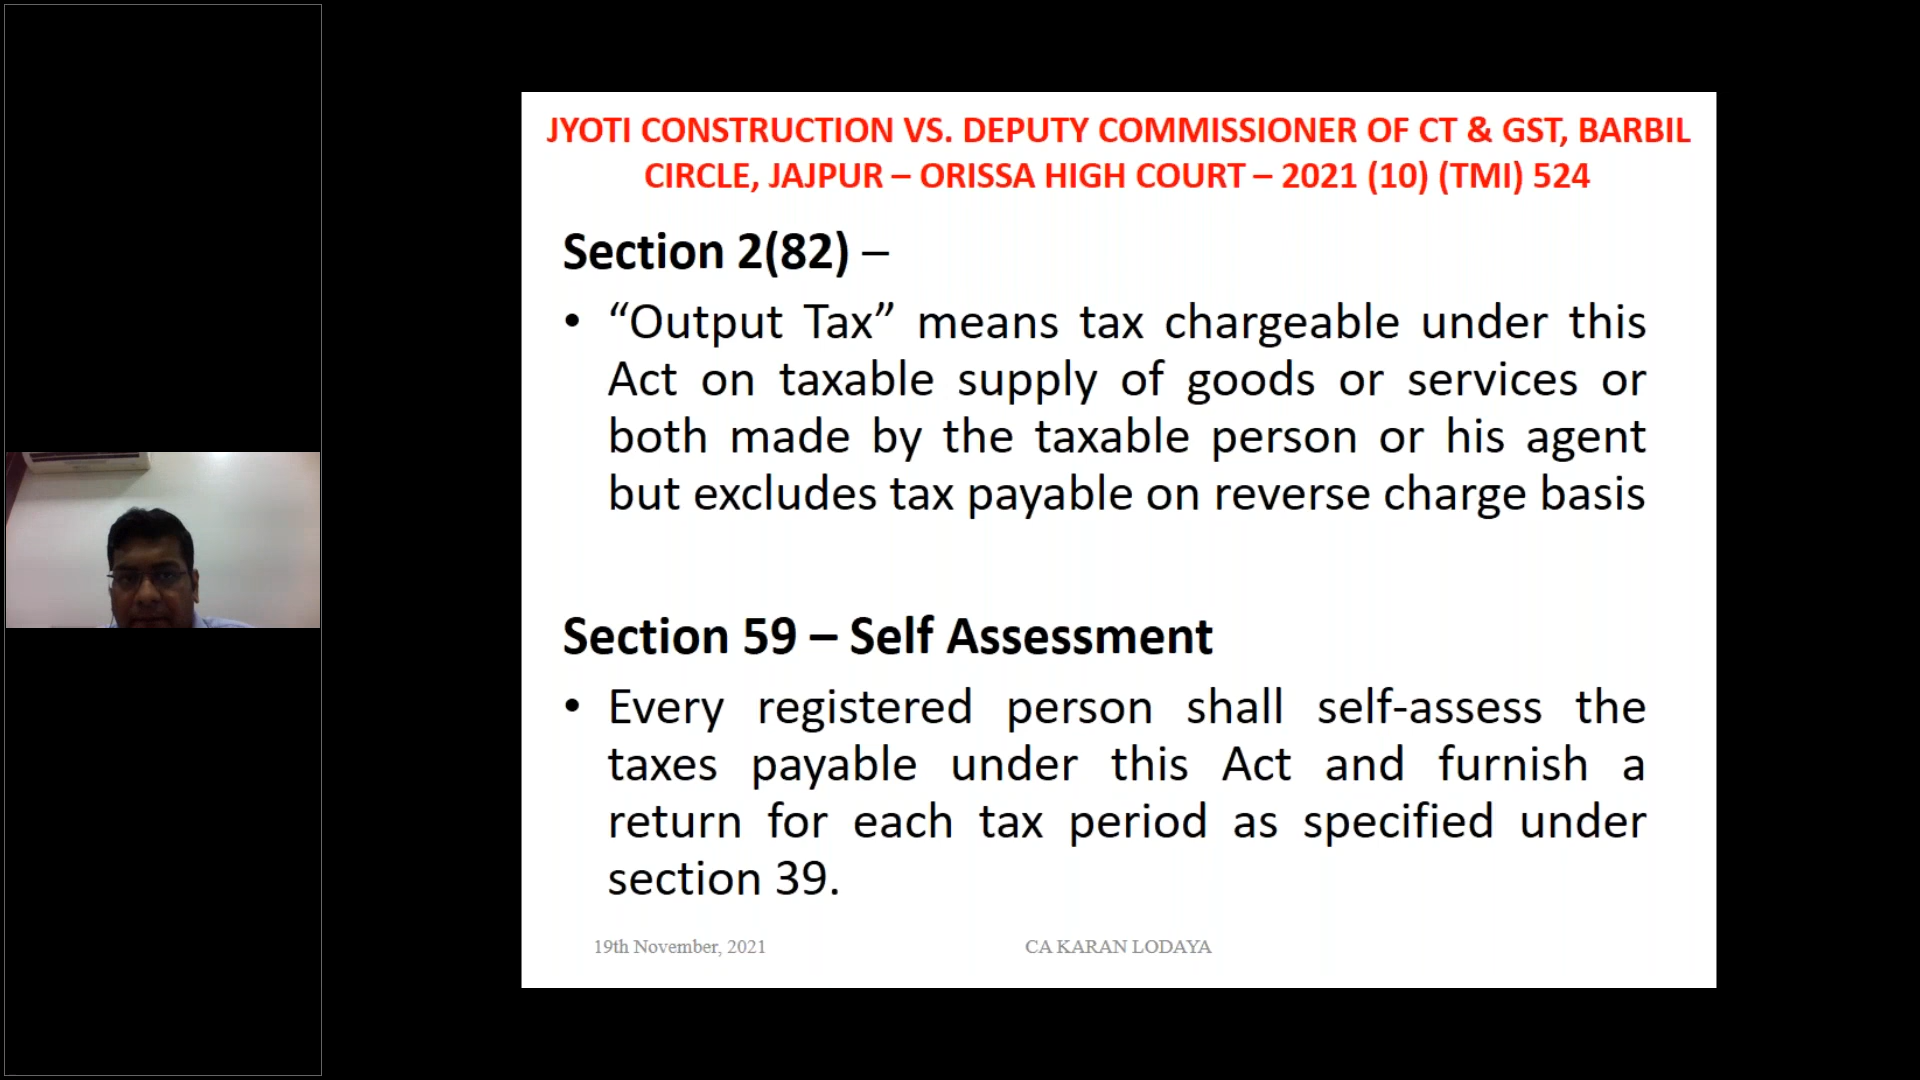 JYOTI CONSTRUCTION VS. DEPUTY COMMISSIONER OF CT & GST, BARBIL
CIRCLE, JAJPUR – ORISSA HIGH COURT – 2021 (10) (TMI) 524
Section 2(82) –
• “Output Tax” means tax chargeable under this
Act on taxable supply of goods or services or
both made by the taxable person or his agent
but excludes tax payable on reverse charge basis
Section 59 – Self Assessment
• Every registered person shall self-assess the
taxes payable under this Act and furnish a
return for each tax period as specified under
section 39.
19th November, 2021
CA KARAN LODAYA